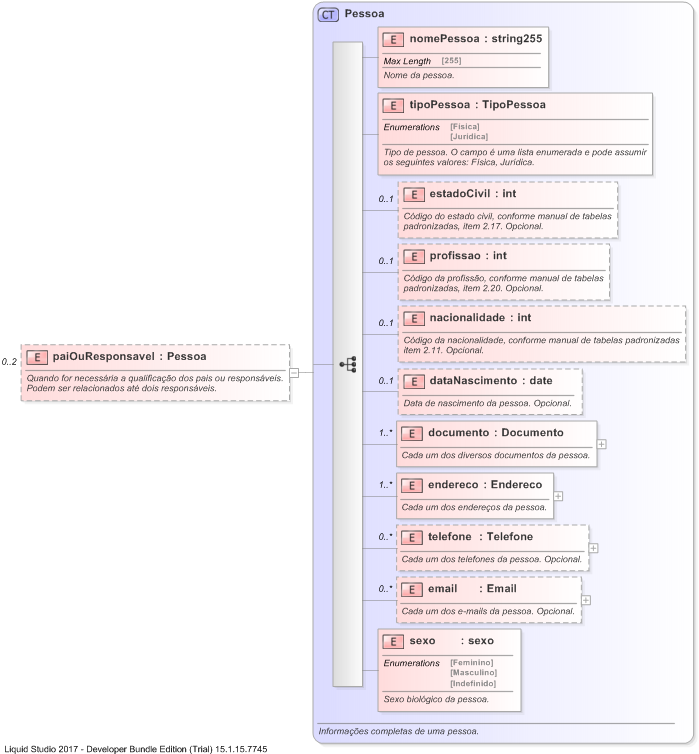 CT Pessoa
E nomePessoa : string255
Max Length [255]
Nome da pessoa.
E tipoPessoa : TipoPessoa
Enumerations [Fisica]
[Juridica]
Tipo de pessoa. O campo é uma lista enumerada e pode assumir
os seguintes valores: Fisica, Juridica.
0..1 E estadoCivil : int
Código do estado civil, conforme manual de tabelas
padronizadas, item 2.17. Opcional.
0..1 E profissao : int
Código da profissão, conforme manual de tabelas
padronizadas, item 2.20. Opcional.
0..1 E nacionalidade : int
Código da nacionalidade, conforme manual de tabelas padronizadas
item 2.11. Opcional.
0..2 E paiOuResponsavel : Pessoa
Quando for necessária a qualificação dos pais ou responsáveis.
Podem ser relacionados até dois responsáveis.
0..1 E dataNascimento : date
Data de nascimento da pessoa. Opcional.
1..* E documento : Documento
Cada um dos diversos documentos da pessoa.
1..* E endereco : Endereco
Cada um dos endereços da pessoa.
0..* E telefone : Telefone
Cada um dos telefones da pessoa. Opcional.
0..* E email : Email
Cada um dos e-mails da pessoa. Opcional.
E sexo : sexo
Enumerations [Feminino]
[Masculino]
[Indefinido]
Sexo biológico da pessoa.
Informações completas de uma pessoa.
Liquid Studio 2017 - Developer Bundle Edition (Trial) 15.1.15.7745